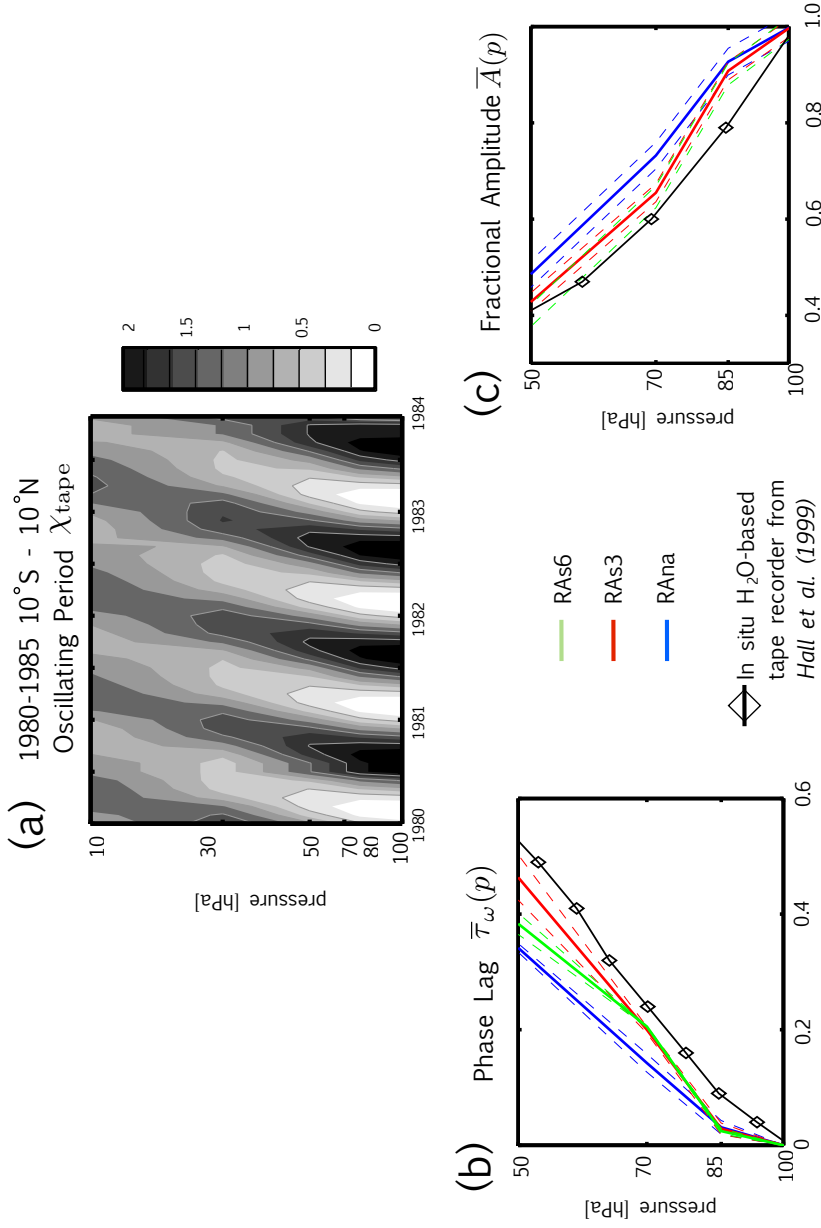 (a) 1980-1985 10°S - 10°N
Oscillating Period χtape
pressure [hPa]
10
30
50
70
80
100
1980
1981
1982
1983
1984
2
1.5
1
0.5
0
(b) Phase Lag τ̅ω(p)
pressure [hPa]
50
70
85
100
0
0.2
0.4
0.6
RAs6
RAs3
RAna
In situ H₂O-based
tape recorder from
Hall et al. (1999)
(c) Fractional Amplitude A̅(p)
pressure [hPa]
50
70
85
100
0.4
0.6
0.8
1.0